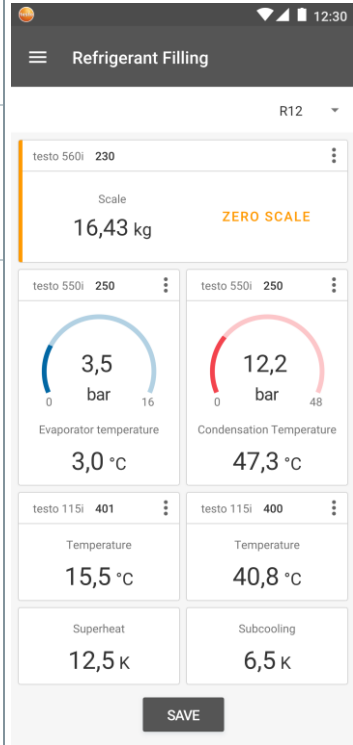 12:30
Refrigerant Filling
R12
testo 560i 230
Scale
16,43 kg
ZERO SCALE
testo 550i 250
3,5
bar
0 16
Evaporator temperature
3,0 °C
testo 550i 250
12,2
bar
0 48
Condensation Temperature
47,3 °C
testo 115i 401
Temperature
15,5 °C
testo 115i 400
Temperature
40,8 °C
Superheat
12,5 K
Subcooling
6,5 K
SAVE